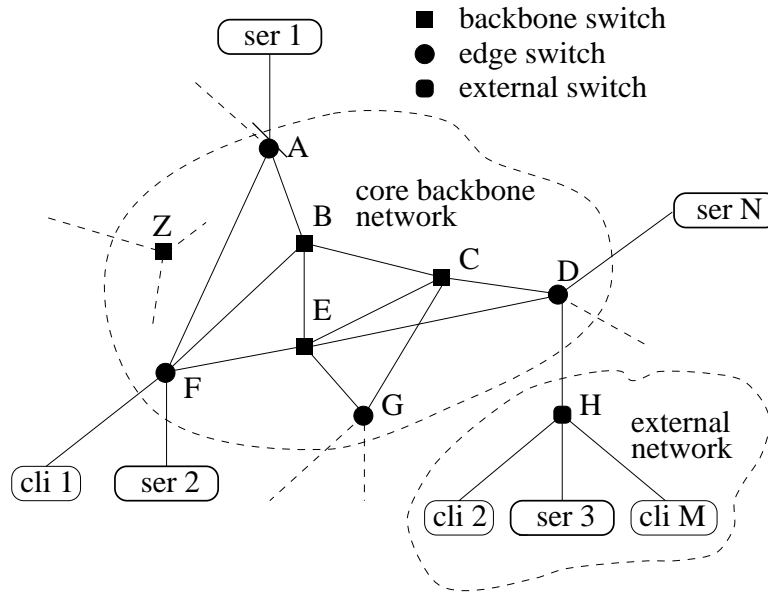 ser 1
backbone switch
edge switch
external switch
A
core backbone
network
B
Z
C
ser N
D
E
F
G
H
external
network
cli 1
ser 2
cli 2
ser 3
cli M